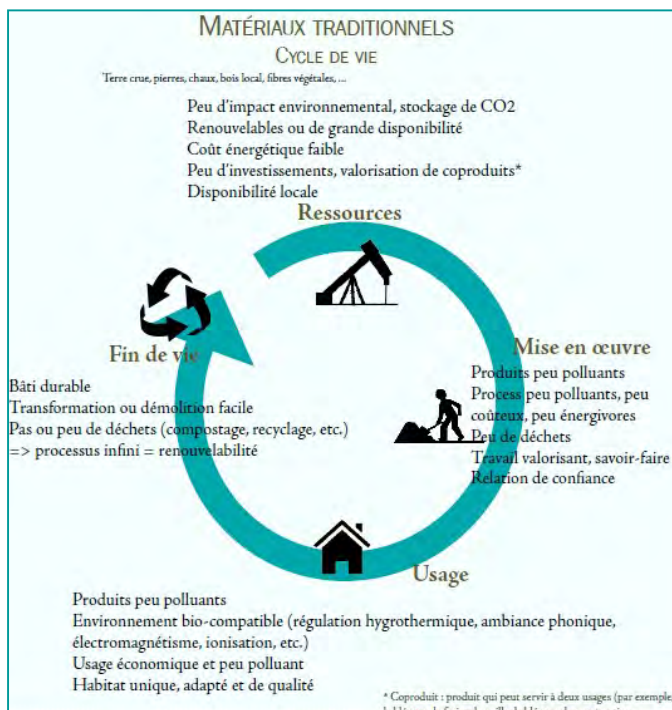 MATÉRIAUX TRADITIONNELS
CYCLE DE VIE
Terre crue, pierres, chaux, bois local, fibres végétales, ...
Peu d'impact environnemental, stockage de CO2
Renouvelables ou de grande disponibilité
Coût énergétique faible
Peu d'investissements, valorisation de coproduits*
Disponibilité locale
Ressources
Mise en œuvre
Produits peu polluants
Process peu polluants, peu
coûteux, peu énergivores
Peu de déchets
Travail valorisant, savoir-faire
Relation de confiance
Usage
Produits peu polluants
Environnement bio-compatible (régulation hygrothermique, ambiance phonique,
électromagnétisme, ionisation, etc.)
Usage économique et peu polluant
Habitat unique, adapté et de qualité
Fin de vie
Bâti durable
Transformation ou démolition facile
Pas ou peu de déchets (compostage, recyclage, etc.)
=> processus infini = renouvelabilité
* Coproduit : produit qui peut servir à deux usages (par exemple,